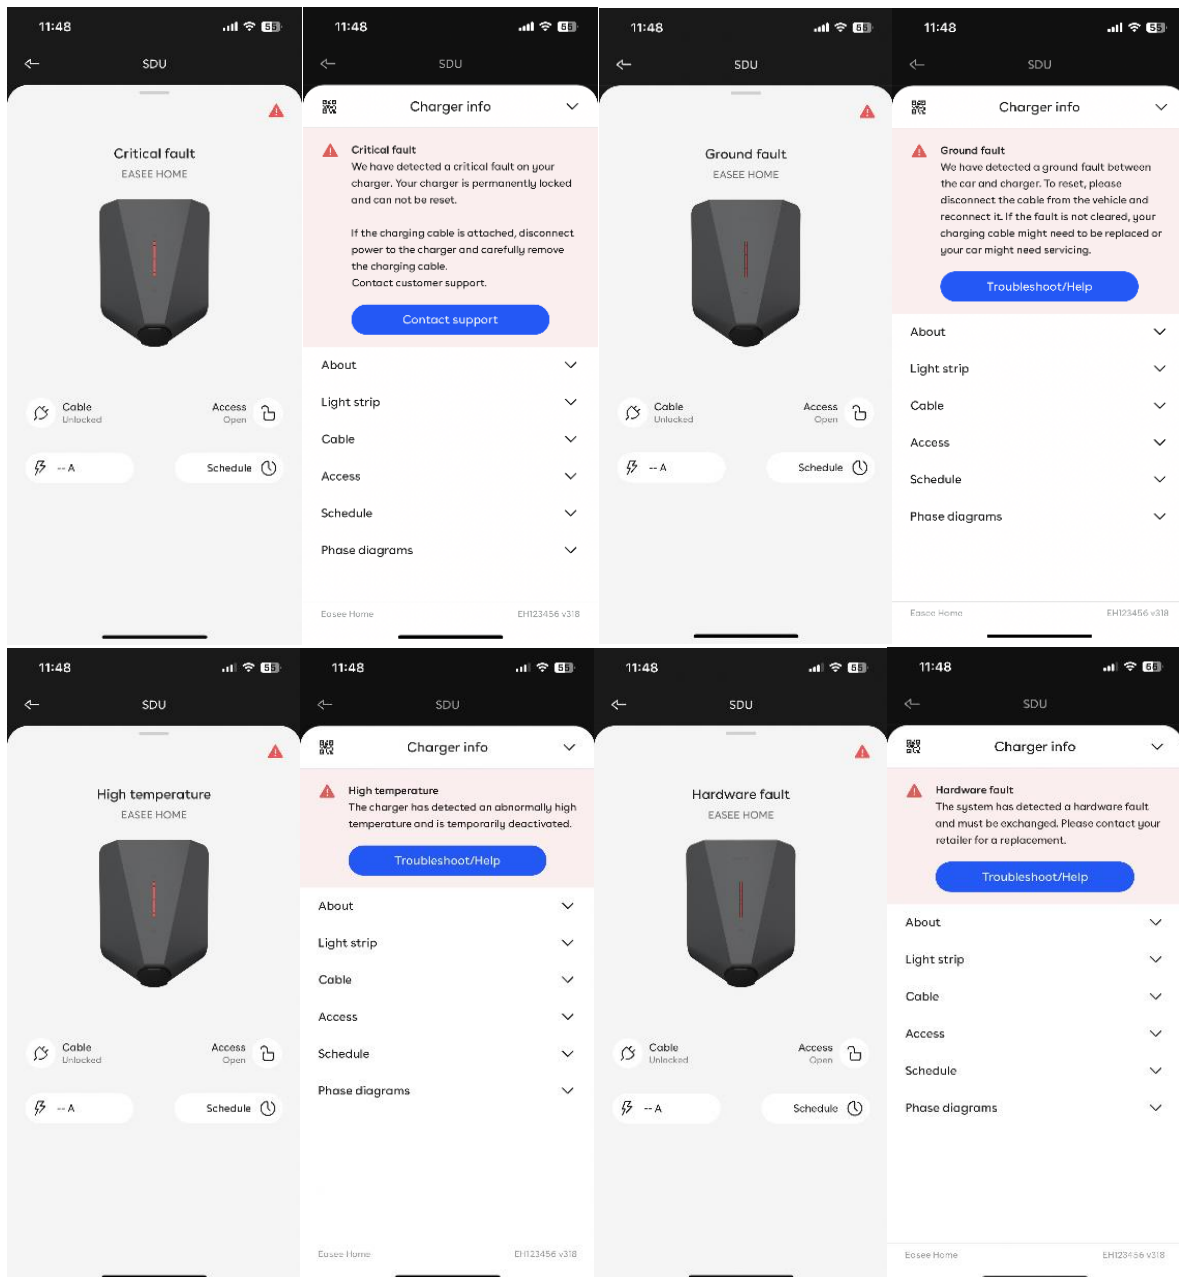 11:48
55
SDU
Critical fault
EASEE HOME
Cable
Unlocked
Access
Open
-- A
Schedule
11:48
55
SDU
Charger info
Critical fault
We have detected a critical fault on your
charger. Your charger is permanently locked
and can not be reset.
If the charging cable is attached, disconnect
power to the charger and carefully remove
the charging cable.
Contact customer support.
Contact support
About
Light strip
Cable
Access
Schedule
Phase diagrams
Easee Home
EH123456 v318
11:48
55
SDU
Ground fault
EASEE HOME
Cable
Unlocked
Access
Open
-- A
Schedule
11:48
55
SDU
Charger info
Ground fault
We have detected a ground fault between
the car and charger. To reset, please
disconnect the cable from the vehicle and
reconnect it. If the fault is not cleared, your
charging cable might need to be replaced or
your car might need servicing.
Troubleshoot/Help
About
Light strip
Cable
Access
Schedule
Phase diagrams
Easee Home
EH123456 v318
11:48
55
SDU
High temperature
EASEE HOME
Cable
Unlocked
Access
Open
-- A
Schedule
11:48
55
SDU
Charger info
High temperature
The charger has detected an abnormally high
temperature and is temporarily deactivated.
Troubleshoot/Help
About
Light strip
Cable
Access
Schedule
Phase diagrams
Easee Home
EH123456 v318
11:48
55
SDU
Hardware fault
EASEE HOME
Cable
Unlocked
Access
Open
-- A
Schedule
11:48
55
SDU
Charger info
Hardware fault
The system has detected a hardware fault
and must be exchanged. Please contact your
retailer for a replacement.
Troubleshoot/Help
About
Light strip
Cable
Access
Schedule
Phase diagrams
Easee Home
EH123456 v318